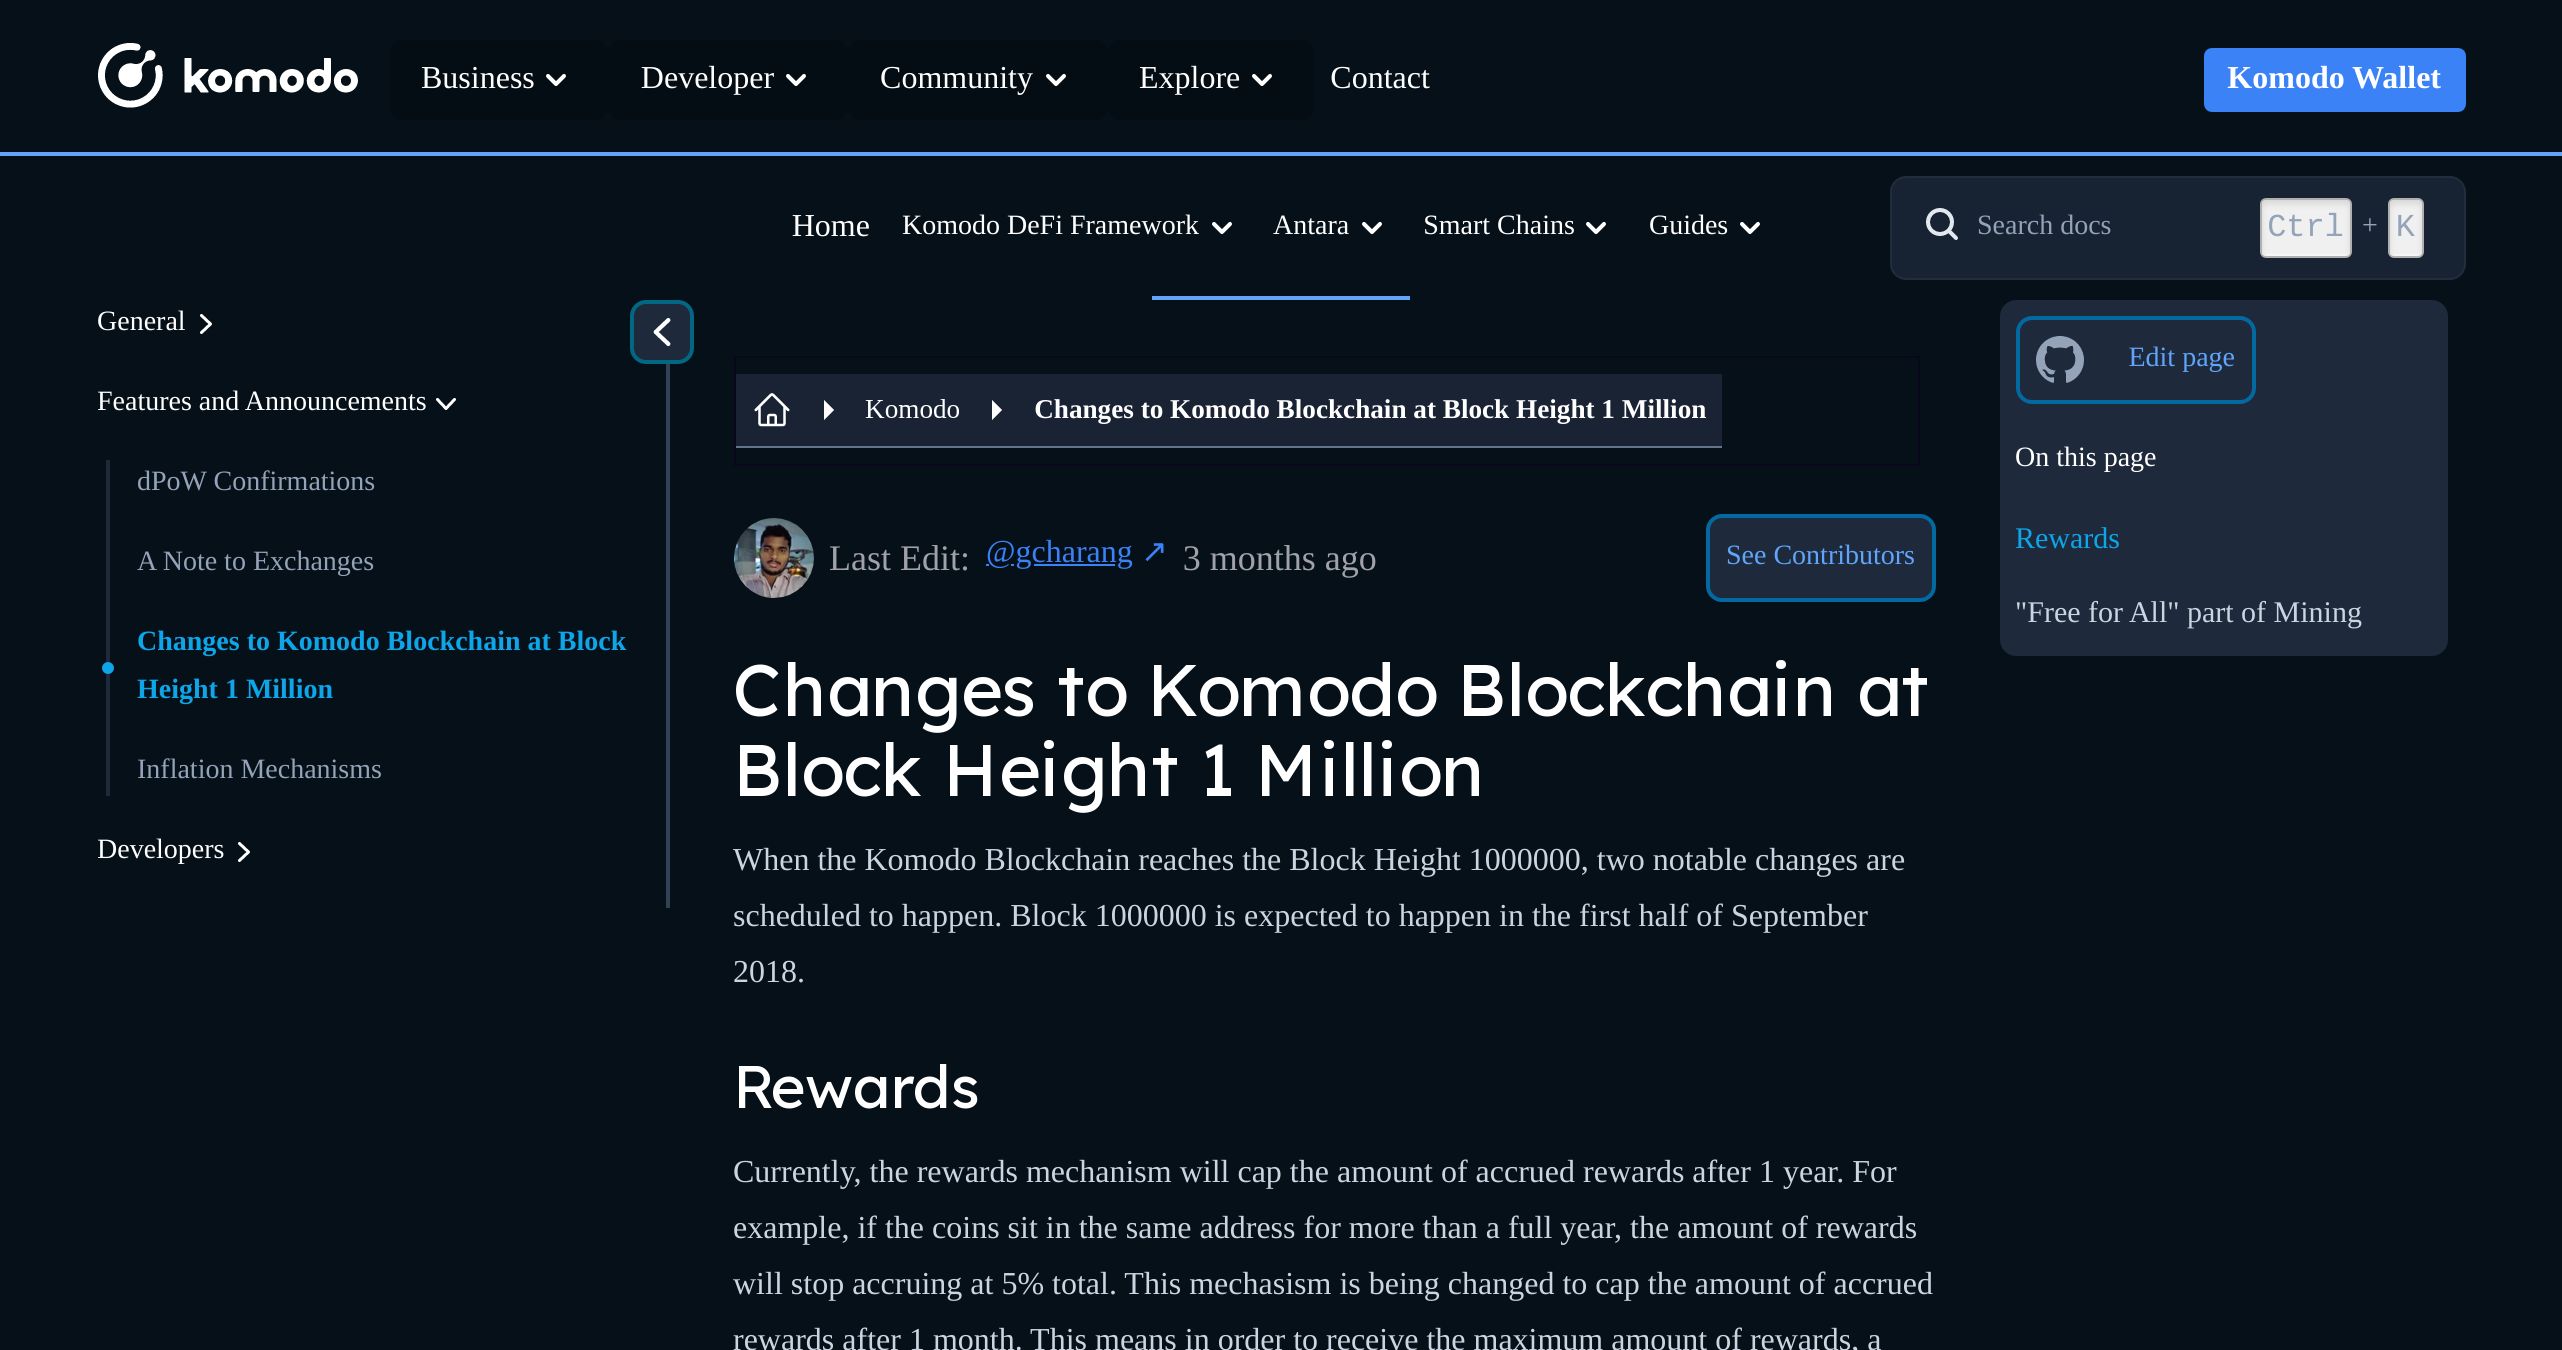 komodo Business Developer Community Explore Contact Komodo Wallet
Home Komodo DeFi Framework Antara Smart Chains Guides Search docs Ctrl + K
General
Features and Announcements
dPoW Confirmations
A Note to Exchanges
Changes to Komodo Blockchain at Block
Height 1 Million
Inflation Mechanisms
Developers
Komodo Changes to Komodo Blockchain at Block Height 1 Million
Last Edit: @gcharang ↗ 3 months ago See Contributors
Changes to Komodo Blockchain at
Block Height 1 Million
When the Komodo Blockchain reaches the Block Height 1000000, two notable changes are
scheduled to happen. Block 1000000 is expected to happen in the first half of September
2018.
Rewards
Currently, the rewards mechanism will cap the amount of accrued rewards after 1 year. For
example, if the coins sit in the same address for more than a full year, the amount of rewards
will stop accruing at 5% total. This mechasism is being changed to cap the amount of accrued
rewards after 1 month. This means in order to receive the maximum amount of rewards, a
Edit page
On this page
Rewards
"Free for All" part of Mining